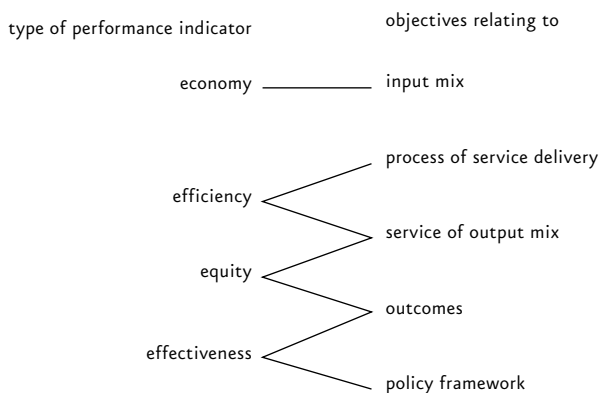 type of performance indicator
objectives relating to
economy
input mix
process of service delivery
efficiency
service of output mix
equity
outcomes
effectiveness
policy framework